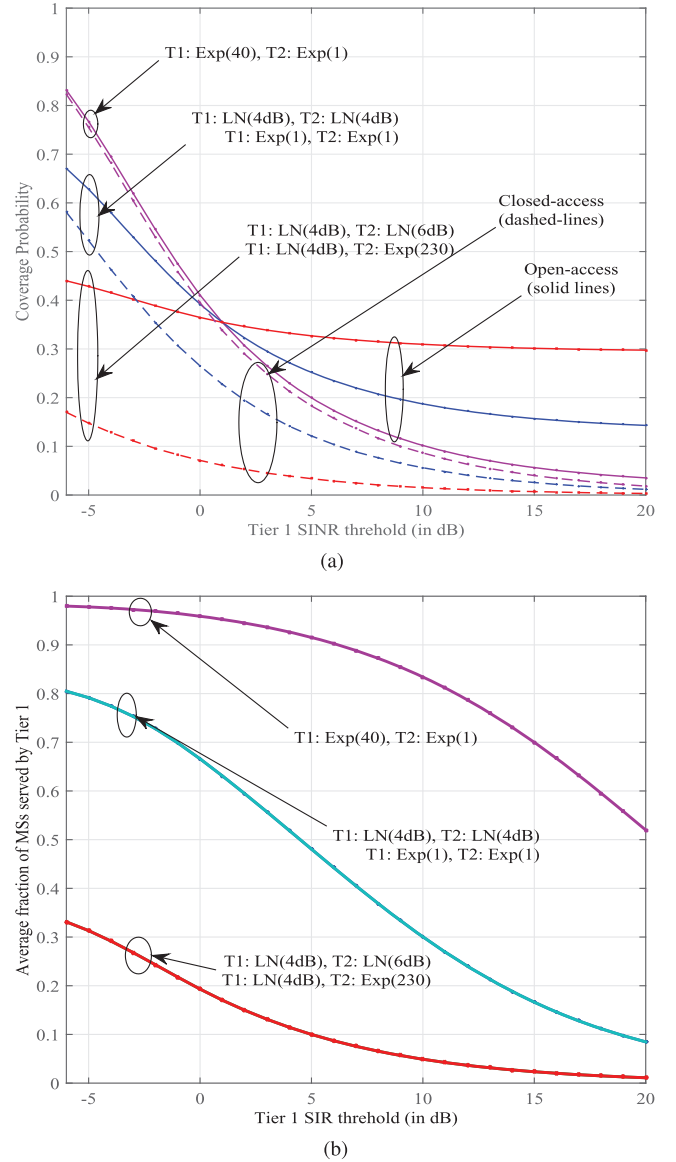 1
0.9
0.8
0.7
0.6
0.5
0.4
0.3
0.2
0.1
0
Coverage Probability
T1: Exp(40), T2: Exp(1)
T1: LN(4dB), T2: LN(4dB)
T1: Exp(1), T2: Exp(1)
Closed-access
(dashed-lines)
T1: LN(4dB), T2: LN(6dB)
T1: LN(4dB), T2: Exp(230)
Open-access
(solid lines)
-5 0 5 10 15 20
Tier 1 SINR threhold (in dB)
(a)
1
0.9
0.8
0.7
0.6
0.5
0.4
0.3
0.2
0.1
0
Average fraction of MSs served by Tier 1
T1: Exp(40), T2: Exp(1)
T1: LN(4dB), T2: LN(4dB)
T1: Exp(1), T2: Exp(1)
T1: LN(4dB), T2: LN(6dB)
T1: LN(4dB), T2: Exp(230)
-5 0 5 10 15 20
Tier 1 SIR threhold (in dB)
(b)